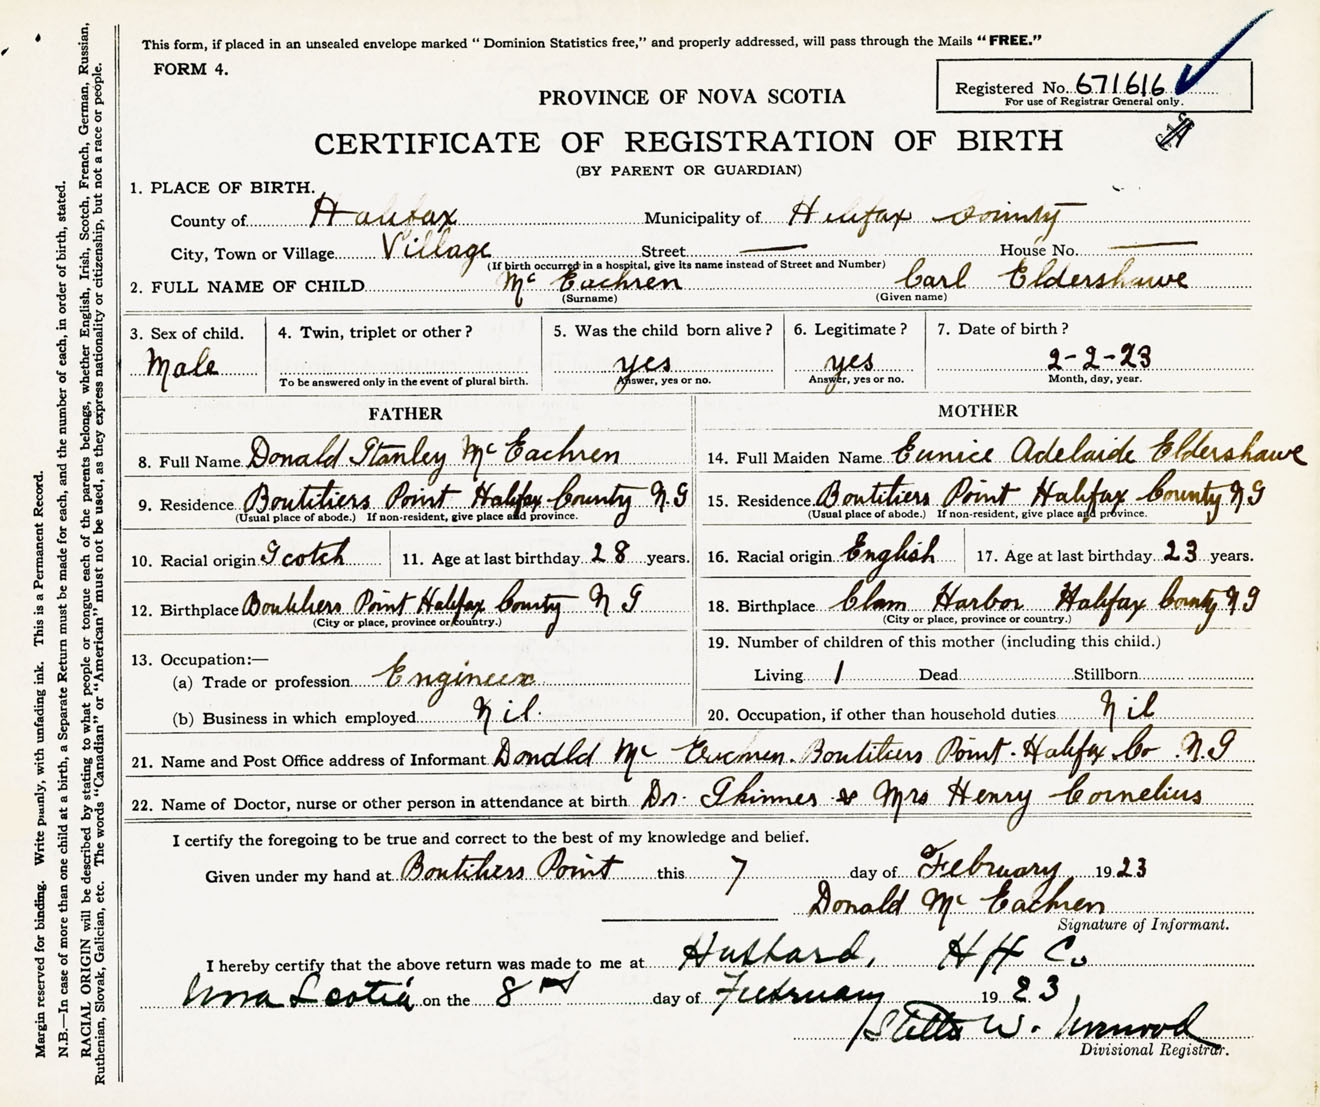 This form, if placed in an unsealed envelope marked " Dominion Statistics free," and properly addressed, will pass through the Mails "FREE."
FORM 4.
Registered No. 671616
For use of Registrar General only.
PROVINCE OF NOVA SCOTIA
CERTIFICATE OF REGISTRATION OF BIRTH
(BY PARENT OR GUARDIAN)
1. PLACE OF BIRTH.
County of Halifax Municipality of Halifax County
City, Town or Village Village Street — House No. —
(If birth occurred in a hospital, give its name instead of Street and Number)
2. FULL NAME OF CHILD Mc Eachren Carl Eldershawe
(Surname) (Given name)
3. Sex of child. 4. Twin, triplet or other ? 5. Was the child born alive ? 6. Legitimate ? 7. Date of birth ?
Male yes yes 2-2-23
To be answered only in the event of plural birth. Answer, yes or no. Answer, yes or no. Month, day, year.
FATHER MOTHER
8. Full Name Donald Stanley Mc Eachren 14. Full Maiden Name Eunice Adelaide Eldershawe
9. Residence Boutiliers Point Halifax County N S 15. Residence Boutiliers Point Halifax County N S
(Usual place of abode.) If non-resident, give place and province. (Usual place of abode.) If non-resident, give place and province.
10. Racial origin Scotch 11. Age at last birthday 28 years. 16. Racial origin English 17. Age at last birthday 23 years.
12. Birthplace Boutiliers Point Halifax County N S 18. Birthplace Clam Harbor Halifax County N S
(City or place, province or country.) (City or place, province or country.)
13. Occupation:— 19. Number of children of this mother (including this child.)
(a) Trade or profession Engineer Living 1 Dead Stillborn
(b) Business in which employed Nil. 20. Occupation, if other than household duties Nil
21. Name and Post Office address of Informant Donald Mc Boutiliers Point. Halifax Co N.S
22. Name of Doctor, nurse or other person in attendance at birth Dr. Skinner & Mrs Henry Cornelius
I certify the foregoing to be true and correct to the best of my knowledge and belief.
Given under my hand at Boutiliers Point this 7 day of February 1923
Donald Mc Eachren
Signature of Informant.
I hereby certify that the above return was made to me at Hubbard, Hfx Co
Nova Scotia on the 8 day of February 1923
W.
Divisional Registrar.
Margin reserved for binding. Write plainly, with unfading ink. This is a Permanent Record.
N.B.—In case of more than one child at a birth, a Separate Return must be made for each, and the number of each, in order of birth, stated.
RACIAL ORIGIN will be described by stating to what people or tongue each of the parents belongs, whether English, Irish, Scotch, French, German, Russian,
Ruthenian, Slovak, Galician, etc. The words "Canadian" or "American" must not be used, as they express nationality or citizenship, but not a race or people.